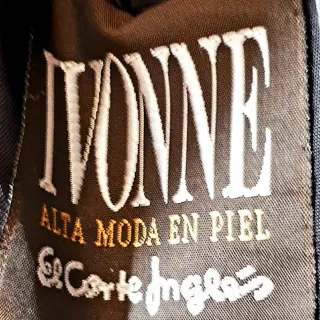 IVONNE
ALTA MODA EN PIEL
El Corte Inglés